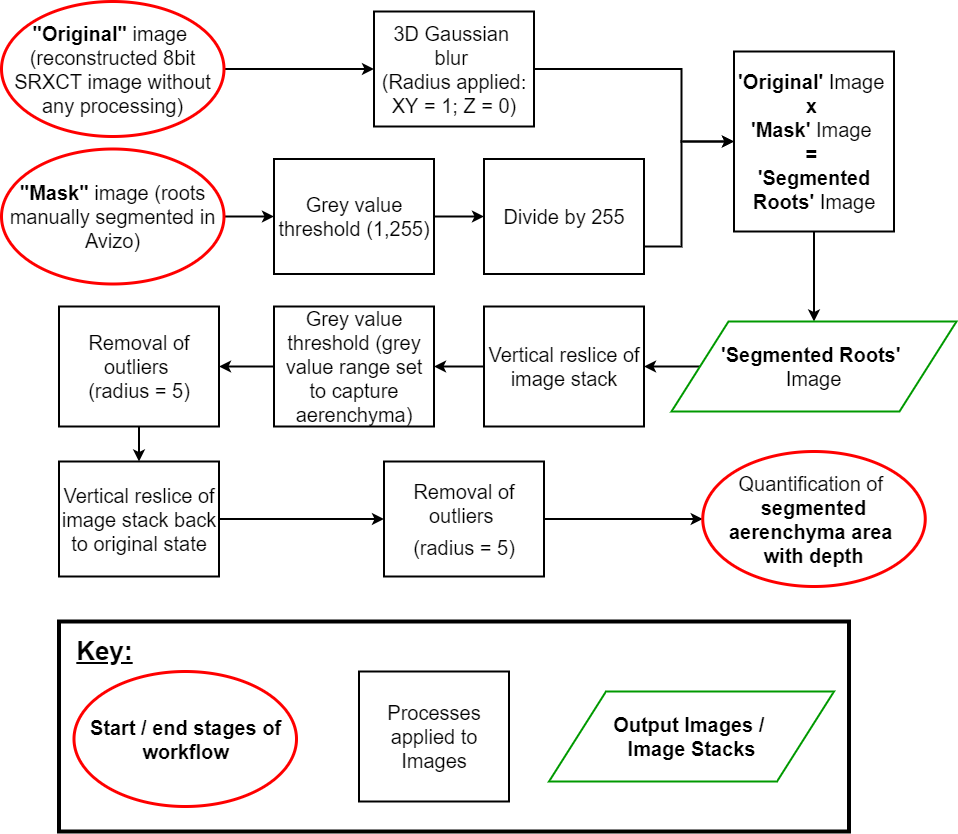 "Original" image
(reconstructed 8bit
SRXCT image without
any processing)
3D Gaussian
blur
(Radius applied:
XY = 1; Z = 0)
'Original' Image
x
'Mask' Image
=
'Segmented
Roots' Image
"Mask" image (roots
manually segmented in
Avizo)
Grey value
threshold (1,255)
Divide by 255
'Segmented Roots'
Image
Vertical reslice of
image stack
Grey value
threshold (grey
value range set
to capture
aerenchyma)
Removal of
outliers
(radius = 5)
Vertical reslice of
image stack back
to original state
Removal of
outliers
(radius = 5)
Quantification of
segmented
aerenchyma area
with depth
Key:
Start / end stages of
workflow
Processes
applied to
Images
Output Images /
Image Stacks